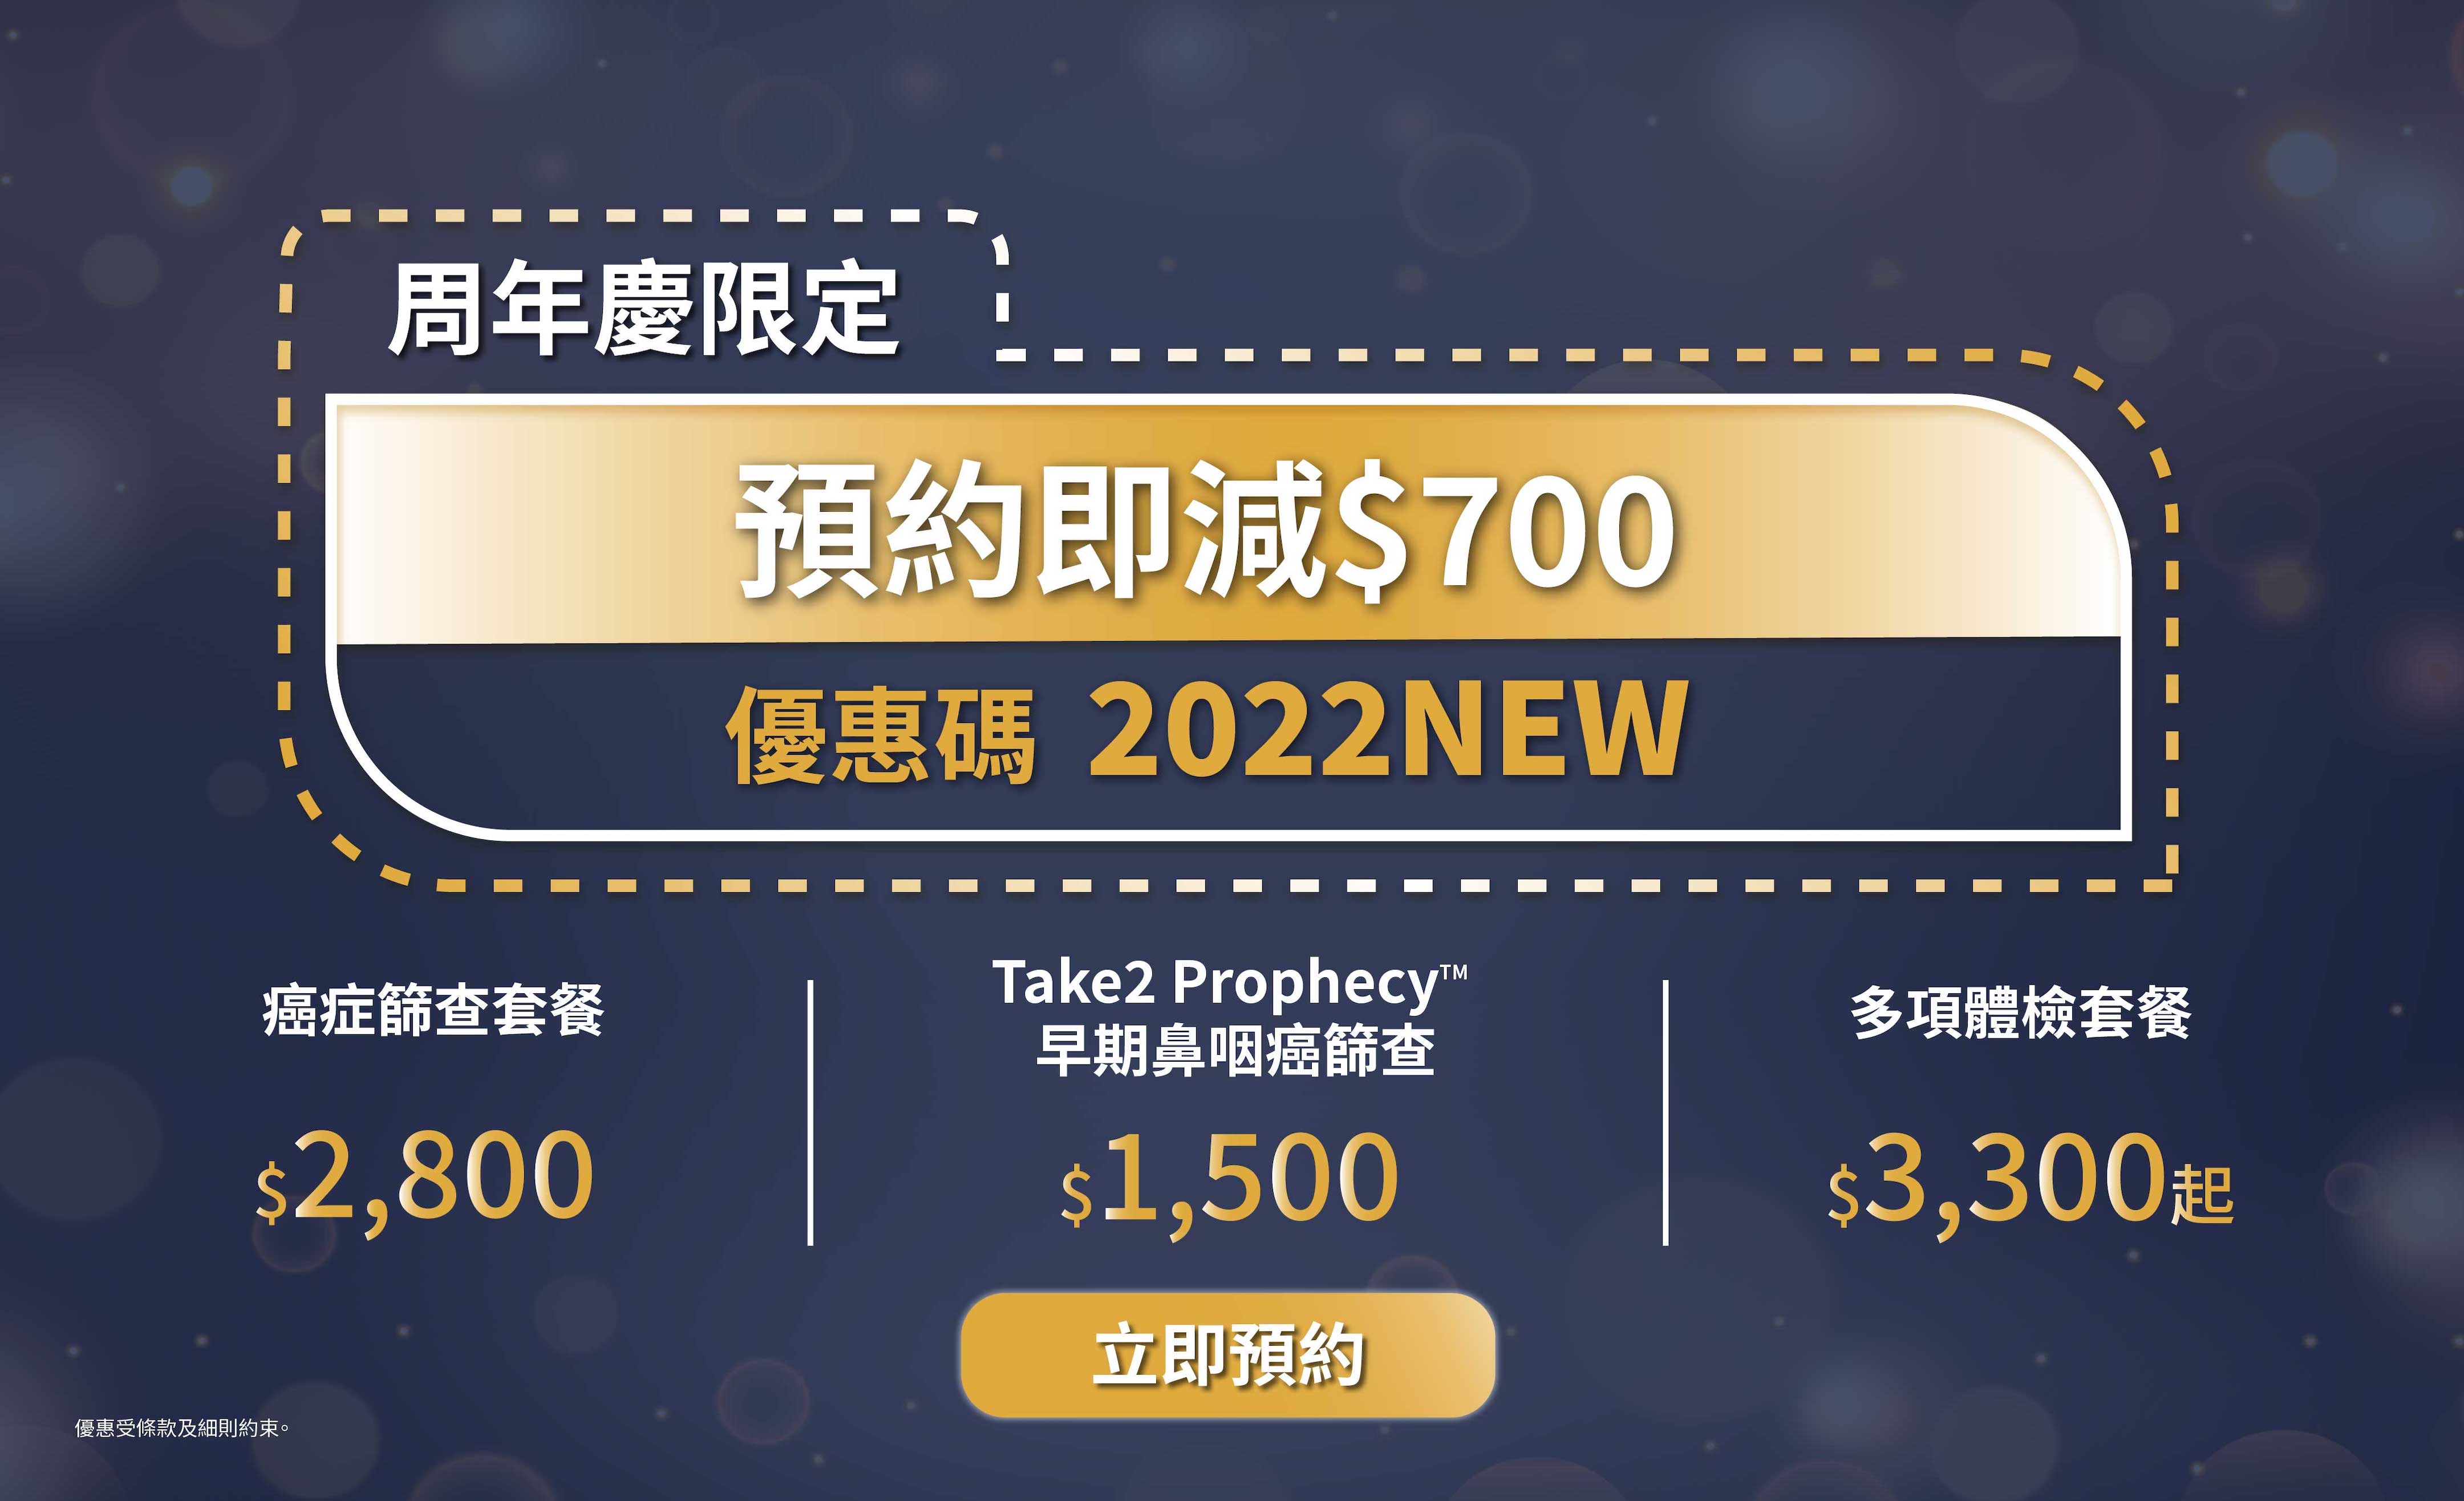 周年慶限定
預約即減$700
優惠碼 2022NEW
癌症篩查套餐
$2,800
Take2 Prophecy™
早期鼻咽癌篩查
$1,500
多項體檢套餐
$3,300起
立即預約
優惠受條款及細則約束。